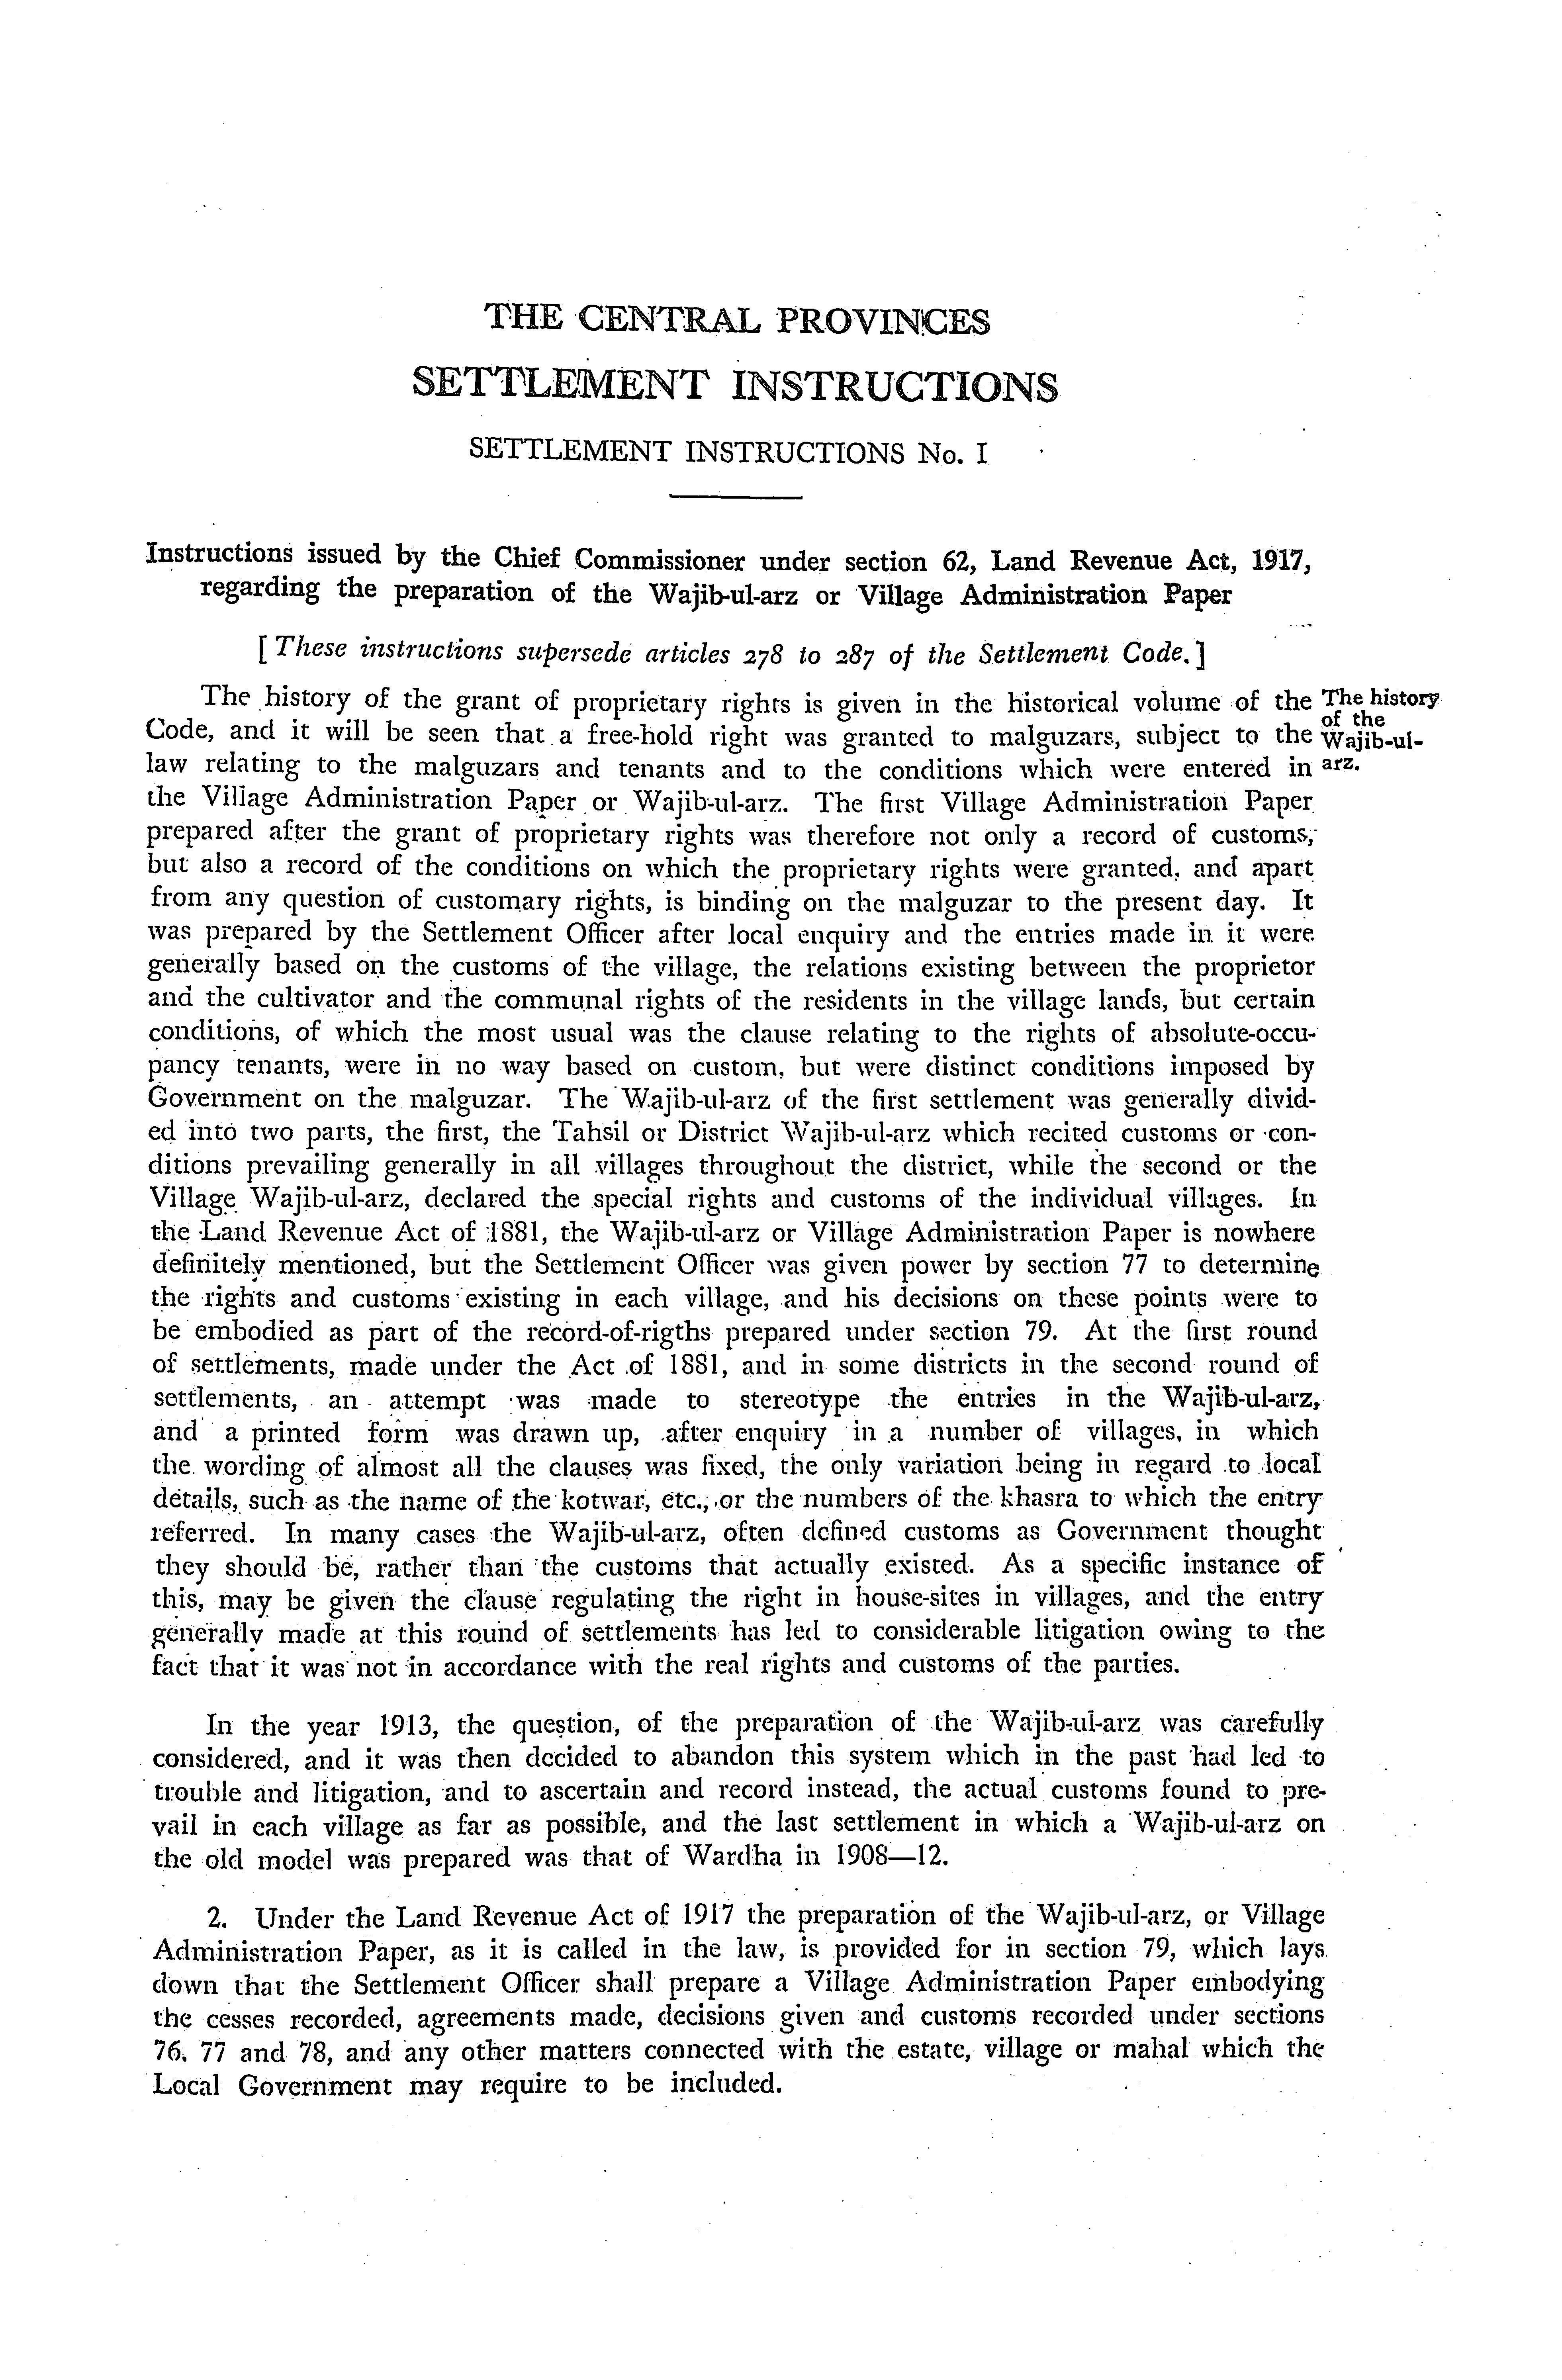 THE CENTRAL PROVINCES
SETTLEMENT INSTRUCTIONS
SETTLEMENT INSTRUCTIONS No. I
Instructions issued by the Chief Commissioner under section 62, Land Revenue Act, 1917,
regarding the preparation of the Wajib-ul-arz or Village Administration Paper
[ These instructions supersede articles 278 to 287 of the Settlement Code. ]
The history of the grant of proprietary rights is given in the historical volume of the
Code, and it will be seen that a free-hold right was granted to malguzars, subject to the
law relating to the malguzars and tenants and to the conditions which were entered in
the Village Administration Paper or Wajib-ul-arz. The first Village Administration Paper
prepared after the grant of proprietary rights was therefore not only a record of customs,
but also a record of the conditions on which the proprietary rights were granted, and apart
from any question of customary rights, is binding on the malguzar to the present day. It
was prepared by the Settlement Officer after local enquiry and the entries made in it were
generally based on the customs of the village, the relations existing between the proprietor
and the cultivator and the communal rights of the residents in the village lands, but certain
conditions, of which the most usual was the clause relating to the rights of absolute-occu-
pancy tenants, were in no way based on custom, but were distinct conditions imposed by
Government on the malguzar. The Wajib-ul-arz of the first settlement was generally divid-
ed into two parts, the first, the Tahsil or District Wajib-ul-arz which recited customs or con-
ditions prevailing generally in all villages throughout the district, while the second or the
Village Wajib-ul-arz, declared the special rights and customs of the individual villages. In
the Land Revenue Act of 1881, the Wajib-ul-arz or Village Administration Paper is nowhere
definitely mentioned, but the Settlement Officer was given power by section 77 to determine
the rights and customs existing in each village, and his decisions on these points were to
be embodied as part of the record-of-rigths prepared under section 79. At the first round
of settlements, made under the Act of 1881, and in some districts in the second round of
settlements, an attempt was made to stereotype the entries in the Wajib-ul-arz,
and a printed form was drawn up, after enquiry in a number of villages, in which
the wording of almost all the clauses was fixed, the only variation being in regard to local
details, such as the name of the kotwar, etc., or the numbers of the khasra to which the entry
referred. In many cases the Wajib-ul-arz, often defined customs as Government thought
they should be, rather than the customs that actually existed. As a specific instance of
this, may be given the clause regulating the right in house-sites in villages, and the entry
generally made at this round of settlements has led to considerable litigation owing to the
fact that it was not in accordance with the real rights and customs of the parties.
The history
of the
Wajib-ul-
arz.
In the year 1913, the question, of the preparation of the Wajib-ul-arz was carefully
considered, and it was then decided to abandon this system which in the past had led to
trouble and litigation, and to ascertain and record instead, the actual customs found to pre-
vail in each village as far as possible, and the last settlement in which a Wajib-ul-arz on
the old model was prepared was that of Wardha in 1908—12.
2. Under the Land Revenue Act of 1917 the preparation of the Wajib-ul-arz, or Village
Administration Paper, as it is called in the law, is provided for in section 79, which lays
down that the Settlement Officer shall prepare a Village Administration Paper embodying
the cesses recorded, agreements made, decisions given and customs recorded under sections
76, 77 and 78, and any other matters connected with the estate, village or mahal which the
Local Government may require to be included.